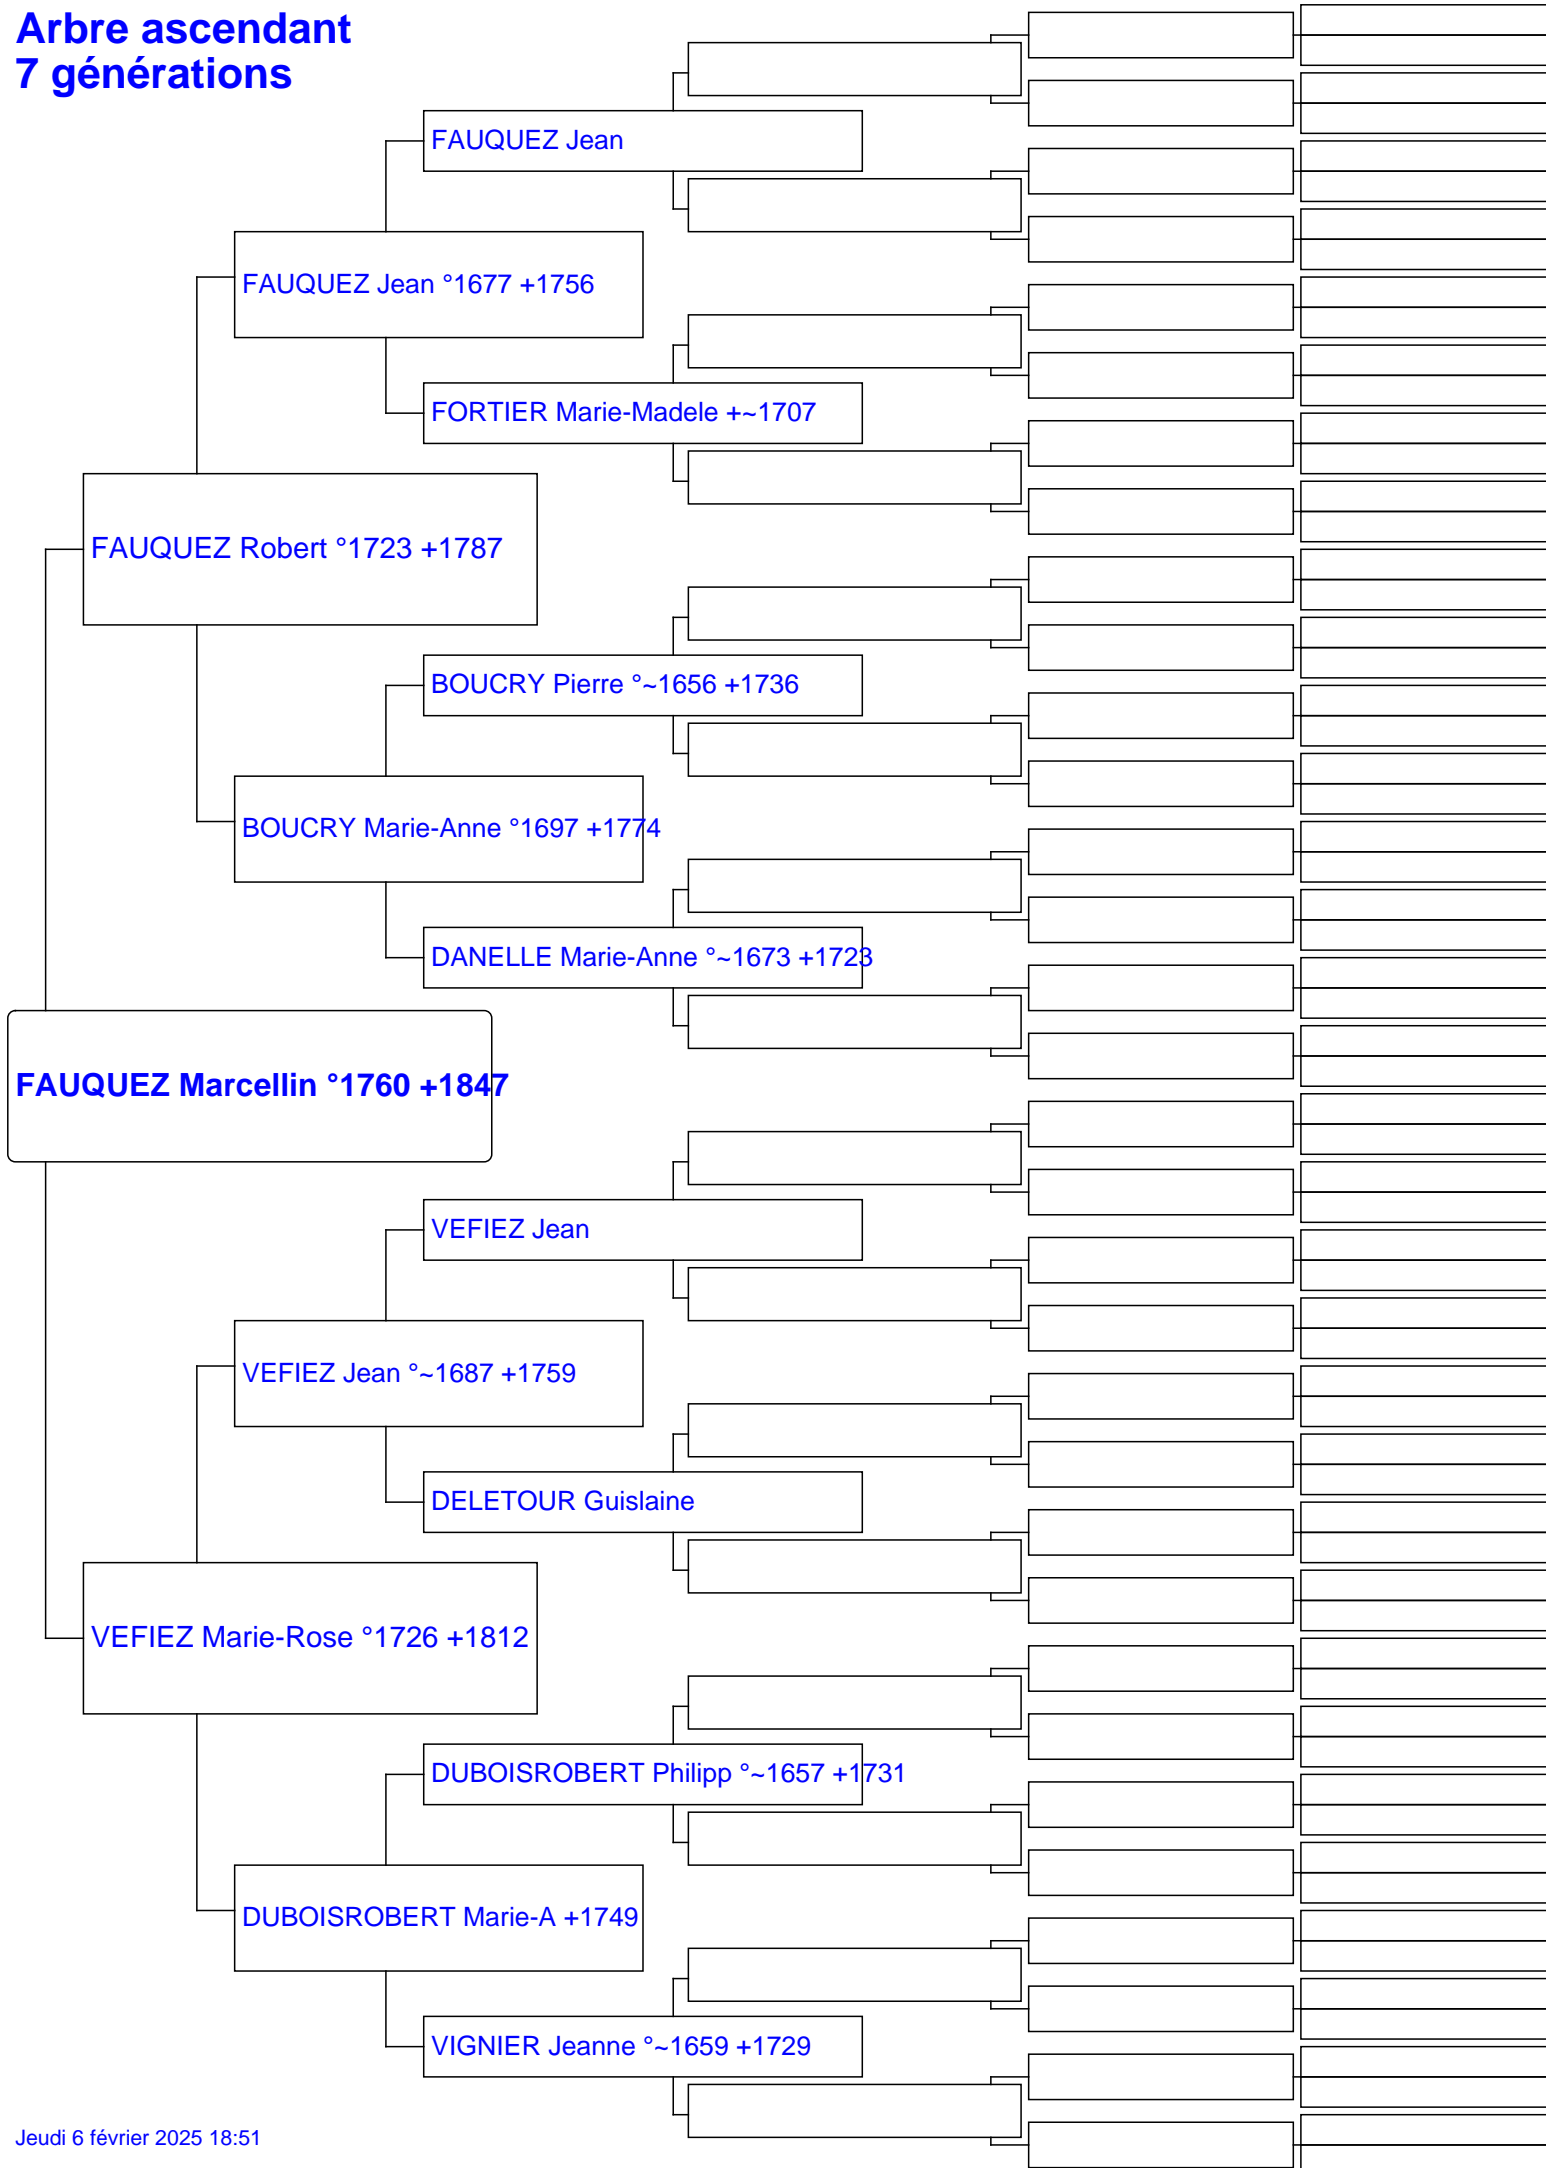 Arbre ascendant
7 générations
FAUQUEZ Jean
FAUQUEZ Jean °1677 +1756
FORTIER Marie-Madele +~1707
FAUQUEZ Robert °1723 +1787
BOUCRY Pierre °~1656 +1736
BOUCRY Marie-Anne °1697 +1774
DANELLE Marie-Anne °~1673 +1723
FAUQUEZ Marcellin °1760 +1847
VEFIEZ Jean
VEFIEZ Jean °~1687 +1759
DELETOUR Guislaine
VEFIEZ Marie-Rose °1726 +1812
DUBOISROBERT Philipp °~1657 +1731
DUBOISROBERT Marie-A +1749
VIGNIER Jeanne °~1659 +1729
Jeudi 6 février 2025 18:51